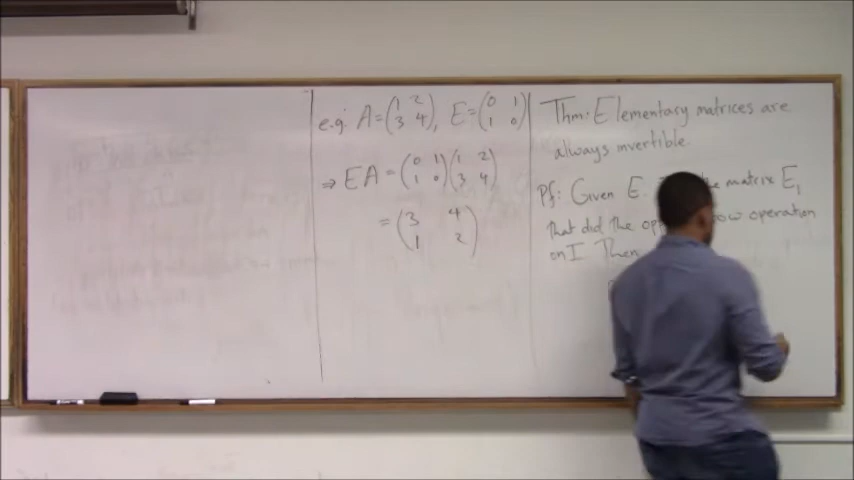 e.g. A = (1 2 3 4), E = (0 1 1 0)
⇒ EA = (0 1 1 0)(1 2 3 4)
= (3 4 1 2)
Thm: Elementary matrices are
always invertible.
Pf: Given E. matrix E₁
that did the row operation
on I. Then